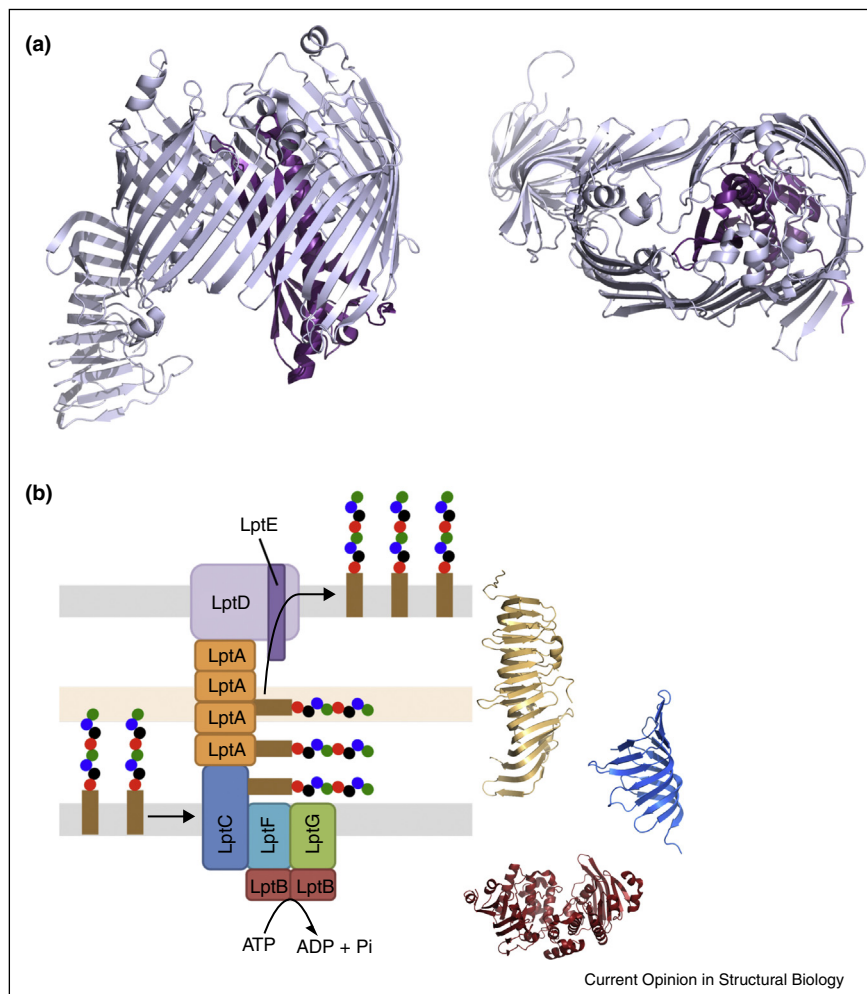 (a)
(b)
LptE
LptD
LptA
LptA
LptA
LptA
LptC
LptF
LptG
LptB LptB
ATP
ADP + Pi
Current Opinion in Structural Biology